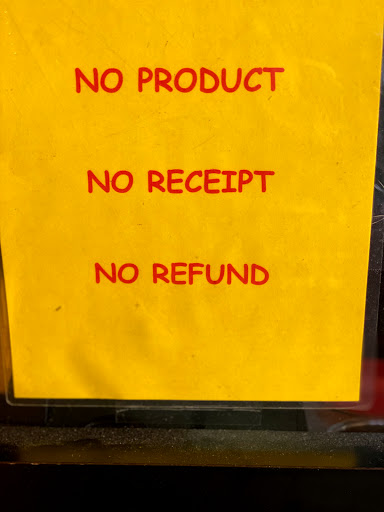 NO PRODUCT
NO RECEIPT
NO REFUND